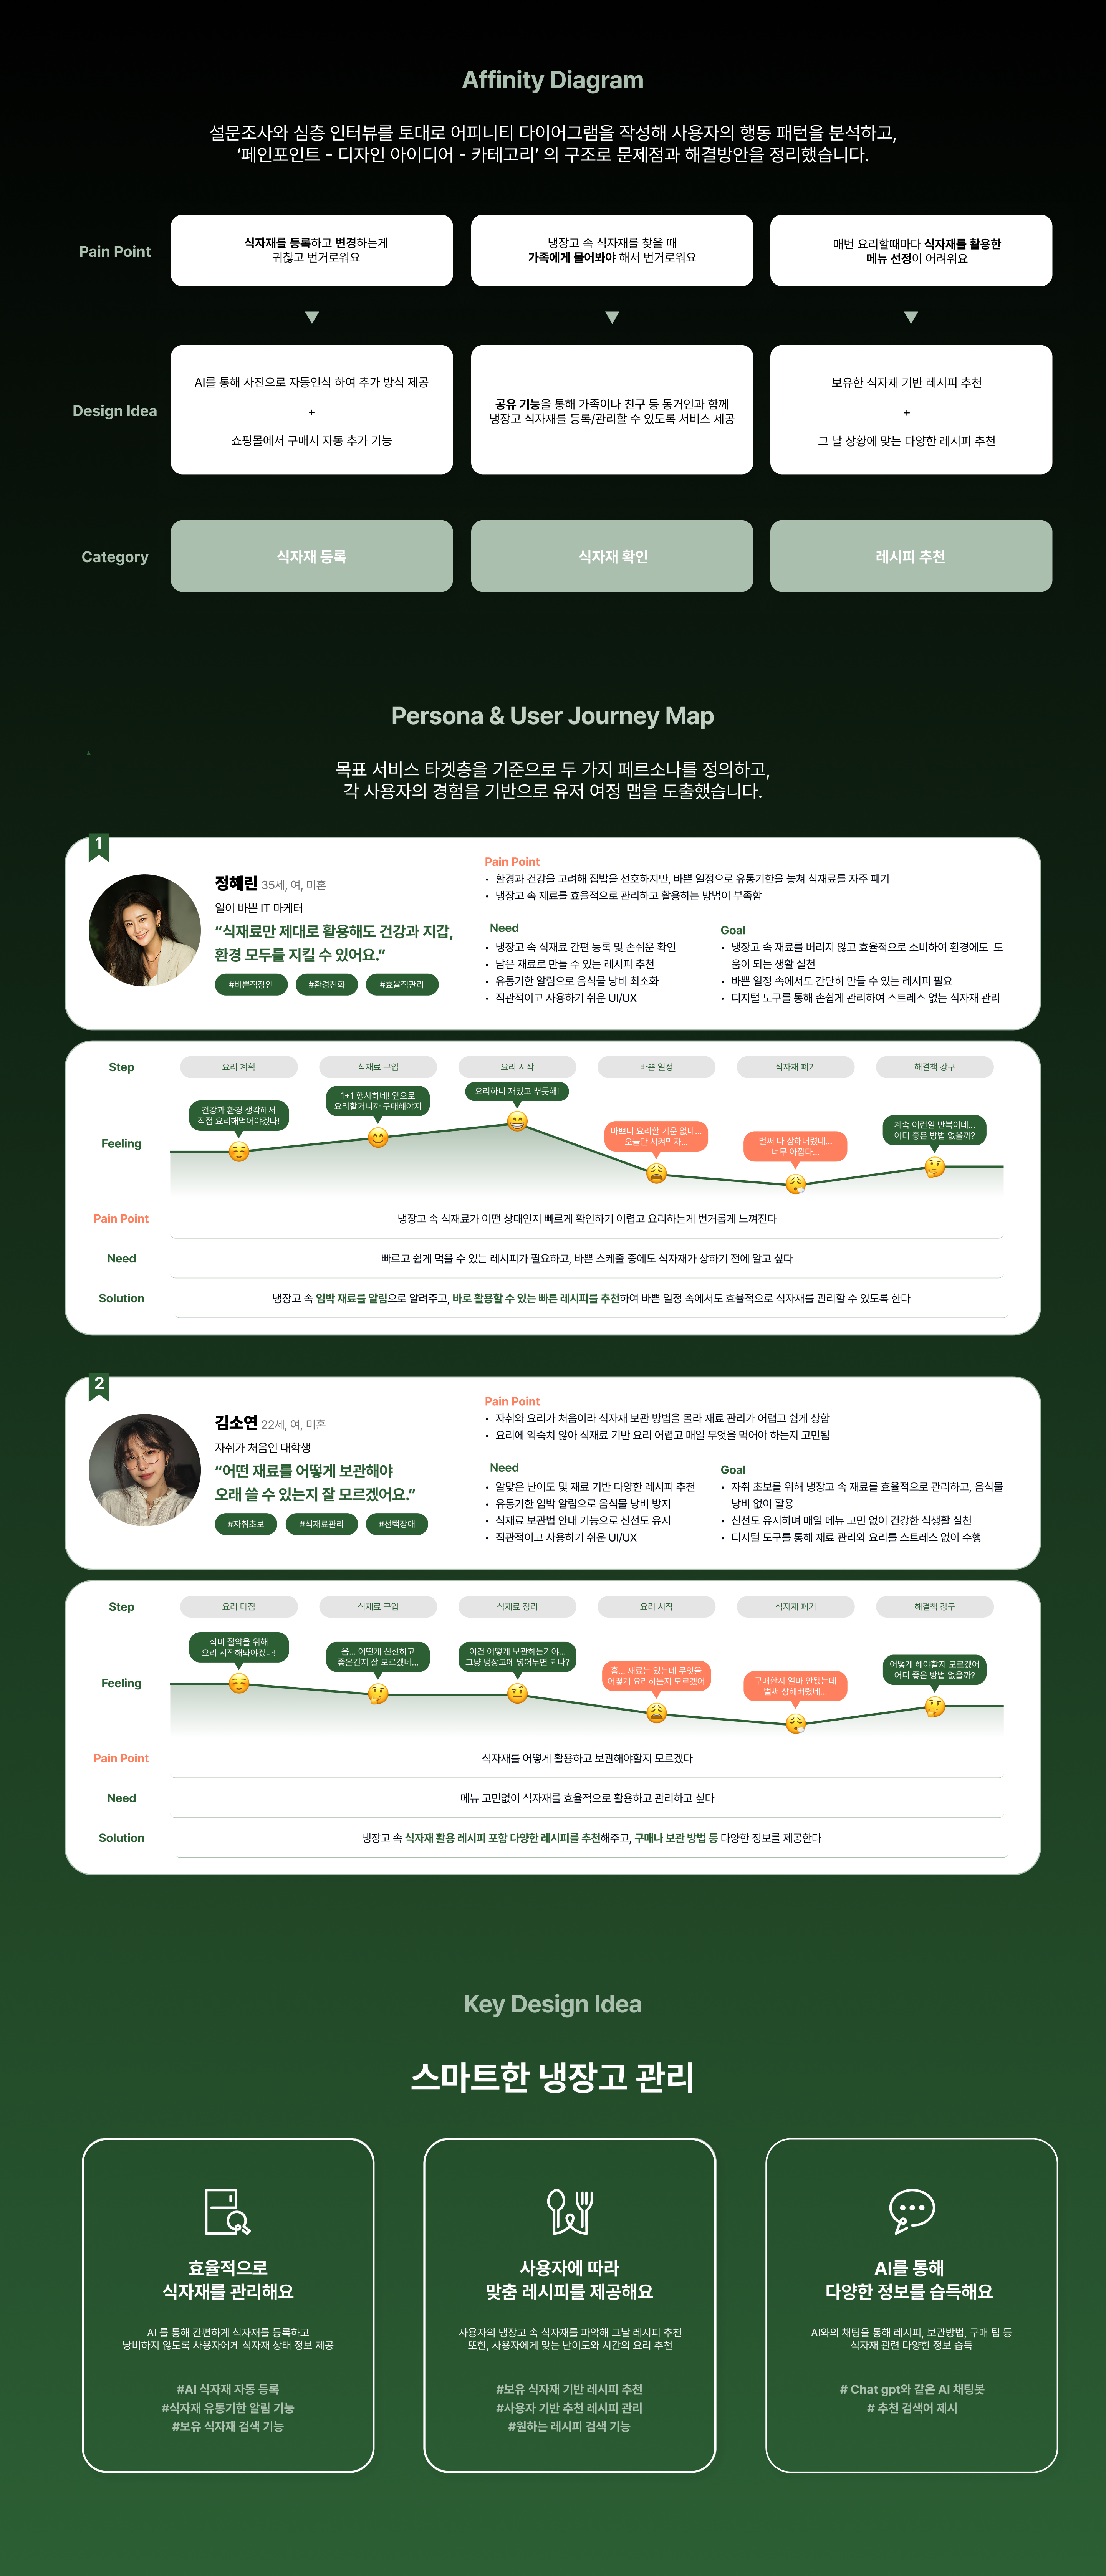 Affinity Diagram
설문조사와 심층 인터뷰를 토대로 어피니티 다이어그램을 작성해 사용자의 행동 패턴을 분석하고,
‘페인포인트 - 디자인 아이디어 - 카테고리’ 의 구조로 문제점과 해결방안을 정리했습니다.
Pain Point
식자재를 등록하고 변경하는게
귀찮고 번거로워요
냉장고 속 식자재를 찾을 때
가족에게 물어봐야 해서 번거로워요
매번 요리할때마다 식자재를 활용한
메뉴 선정이 어려워요
Design Idea
AI를 통해 사진으로 자동인식 하여 추가 방식 제공
+
쇼핑몰에서 구매시 자동 추가 기능
공유 기능을 통해 가족이나 친구 등 동거인과 함께
냉장고 식자재를 등록/관리할 수 있도록 서비스 제공
보유한 식자재 기반 레시피 추천
+
그 날 상황에 맞는 다양한 레시피 추천
Category
식자재 등록
식자재 확인
레시피 추천
Persona & User Journey Map
목표 서비스 타겟층을 기준으로 두 가지 페르소나를 정의하고,
각 사용자의 경험을 기반으로 유저 여정 맵을 도출했습니다.
1
정혜린 35세, 여, 미혼
일이 바쁜 IT 마케터
“식재료만 제대로 활용해도 건강과 지갑,
환경 모두를 지킬 수 있어요.”
#바쁜직장인
#환경친화
#효율적관리
Pain Point
• 환경과 건강을 고려해 집밥을 선호하지만, 바쁜 일정으로 유통기한을 놓쳐 식재료를 자주 폐기
• 냉장고 속 재료를 효율적으로 관리하고 활용하는 방법이 부족함
Need
• 냉장고 속 식재료 간편 등록 및 손쉬운 확인
• 남은 재료로 만들 수 있는 레시피 추천
• 유통기한 알림으로 음식물 낭비 최소화
• 직관적이고 사용하기 쉬운 UI/UX
Goal
• 냉장고 속 재료를 버리지 않고 효율적으로 소비하여 환경에도 도
움이 되는 생활 실천
• 바쁜 일정 속에서도 간단히 만들 수 있는 레시피 필요
• 디지털 도구를 통해 손쉽게 관리하여 스트레스 없는 식자재 관리
Step
요리 계획
식재료 구입
요리 시작
바쁜 일정
식자재 폐기
해결책 강구
Feeling
건강과 환경 생각해서
직접 요리해먹어야겠다!
1+1 행사하네! 앞으로
요리할거니까 구매해야지
요리하니 재밌고 뿌듯해!
바쁘니 요리할 기운 없네...
오늘만 시켜먹자...
벌써 다 상해버렸네...
너무 아깝다...
계속 이런일 반복이네...
어디 좋은 방법 없을까?
Pain Point
냉장고 속 식재료가 어떤 상태인지 빠르게 확인하기 어렵고 요리하는게 번거롭게 느껴진다
Need
빠르고 쉽게 먹을 수 있는 레시피가 필요하고, 바쁜 스케줄 중에도 식자재가 상하기 전에 알고 싶다
Solution
냉장고 속 임박 재료를 알림으로 알려주고, 바로 활용할 수 있는 빠른 레시피를 추천하여 바쁜 일정 속에서도 효율적으로 식자재를 관리할 수 있도록 한다
2
김소연 22세, 여, 미혼
자취가 처음인 대학생
“어떤 재료를 어떻게 보관해야
오래 쓸 수 있는지 잘 모르겠어요.”
#자취초보
#식재료관리
#선택장애
Pain Point
• 자취와 요리가 처음이라 식자재 보관 방법을 몰라 재료 관리가 어렵고 쉽게 상함
• 요리에 익숙치 않아 식재료 기반 요리 어렵고 매일 무엇을 먹어야 하는지 고민됨
Need
• 알맞은 난이도 및 재료 기반 다양한 레시피 추천
• 유통기한 임박 알림으로 음식물 낭비 방지
• 식재료 보관법 안내 기능으로 신선도 유지
• 직관적이고 사용하기 쉬운 UI/UX
Goal
• 자취 초보를 위해 냉장고 속 재료를 효율적으로 관리하고, 음식물
낭비 없이 활용
• 신선도 유지하며 매일 메뉴 고민 없이 건강한 식생활 실천
• 디지털 도구를 통해 재료 관리와 요리를 스트레스 없이 수행
Step
요리 다짐
식재료 구입
식재료 정리
요리 시작
식자재 폐기
해결책 강구
Feeling
식비 절약을 위해
요리 시작해봐야겠다!
음... 어떤게 신선하고
좋은건지 잘 모르겠네...
이건 어떻게 보관하는거야...
그냥 냉장고에 넣어두면 되나?
흠... 재료는 있는데 무엇을
어떻게 요리하는지 모르겠어
구매한지 얼마 안됐는데
벌써 상해버렸네...
어떻게 해야할지 모르겠어
어디 좋은 방법 없을까?
Pain Point
식자재를 어떻게 활용하고 보관해야할지 모르겠다
Need
메뉴 고민없이 식자재를 효율적으로 활용하고 관리하고 싶다
Solution
냉장고 속 식자재 활용 레시피 포함 다양한 레시피를 추천해주고, 구매나 보관 방법 등 다양한 정보를 제공한다
Key Design Idea
스마트한 냉장고 관리
효율적으로
식자재를 관리해요
AI 를 통해 간편하게 식자재를 등록하고
낭비하지 않도록 사용자에게 식자재 상태 정보 제공
#AI 식자재 자동 등록
#식자재 유통기한 알림 기능
#보유 식자재 검색 기능
사용자에 따라
맞춤 레시피를 제공해요
사용자의 냉장고 속 식자재를 파악해 그날 레시피 추천
또한, 사용자에게 맞는 난이도와 시간의 요리 추천
#보유 식자재 기반 레시피 추천
#사용자 기반 추천 레시피 관리
#원하는 레시피 검색 기능
AI를 통해
다양한 정보를 습득해요
AI와의 채팅을 통해 레시피, 보관방법, 구매 팁 등
식자재 관련 다양한 정보 습득
# Chat gpt와 같은 AI 채팅봇
# 추천 검색어 제시